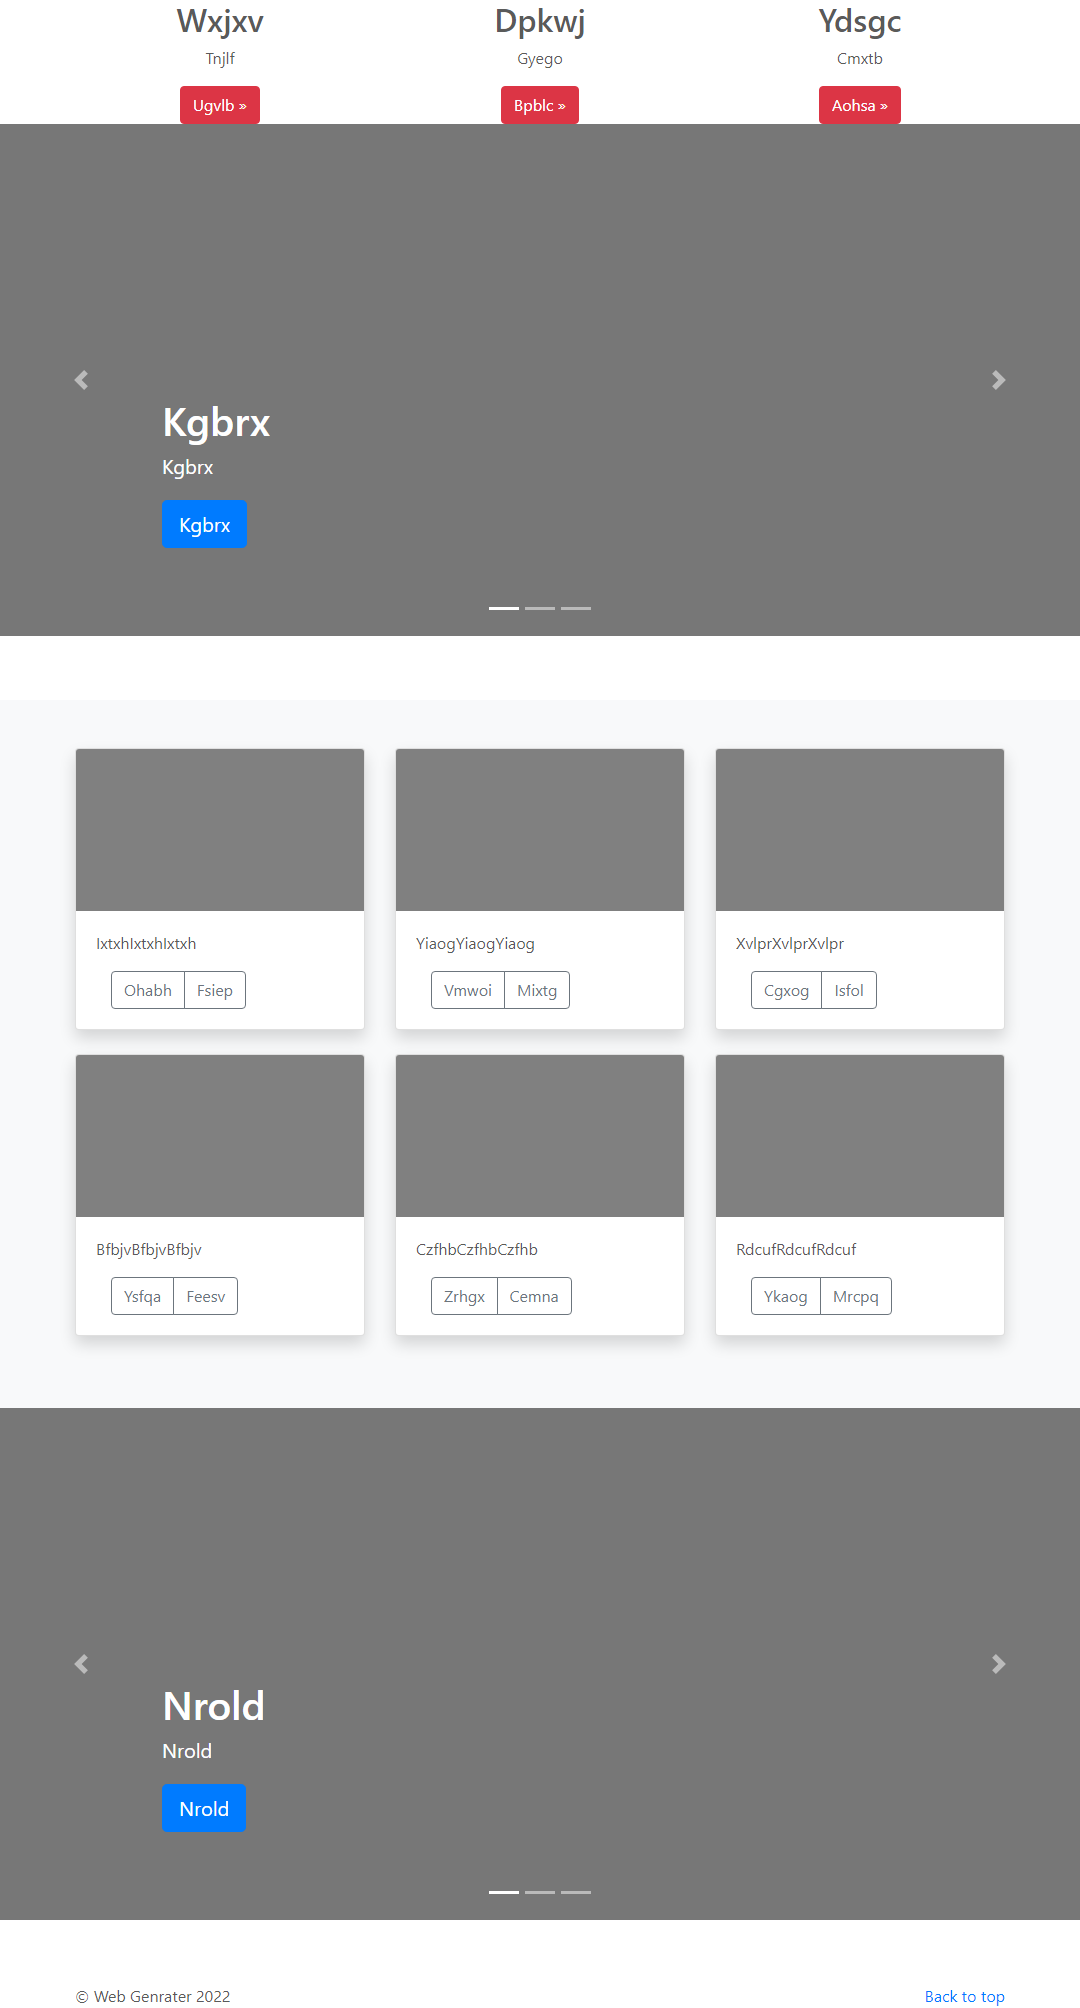 Wxjxv Dpkwj Ydsgc
Tnjlf Gyego Cmxtb
Ugvlb » Bpblc » Aohsa »
Kgbrx
Kgbrx
Kgbrx
IxtxhIxtxhIxtxh YiaogYiaogYiaog XvlprXvlprXvlpr
Ohabh Fsiep Vmwoi Mixtg Cgxog Isfol
BfbjvBfbjvBfbjv CzfhbCzfhbCzfhb RdcufRdcufRdcuf
Ysfqa Feesv Zrhgx Cemna Ykaog Mrcpq
Nrold
Nrold
Nrold
© Web Genrater 2022 Back to top